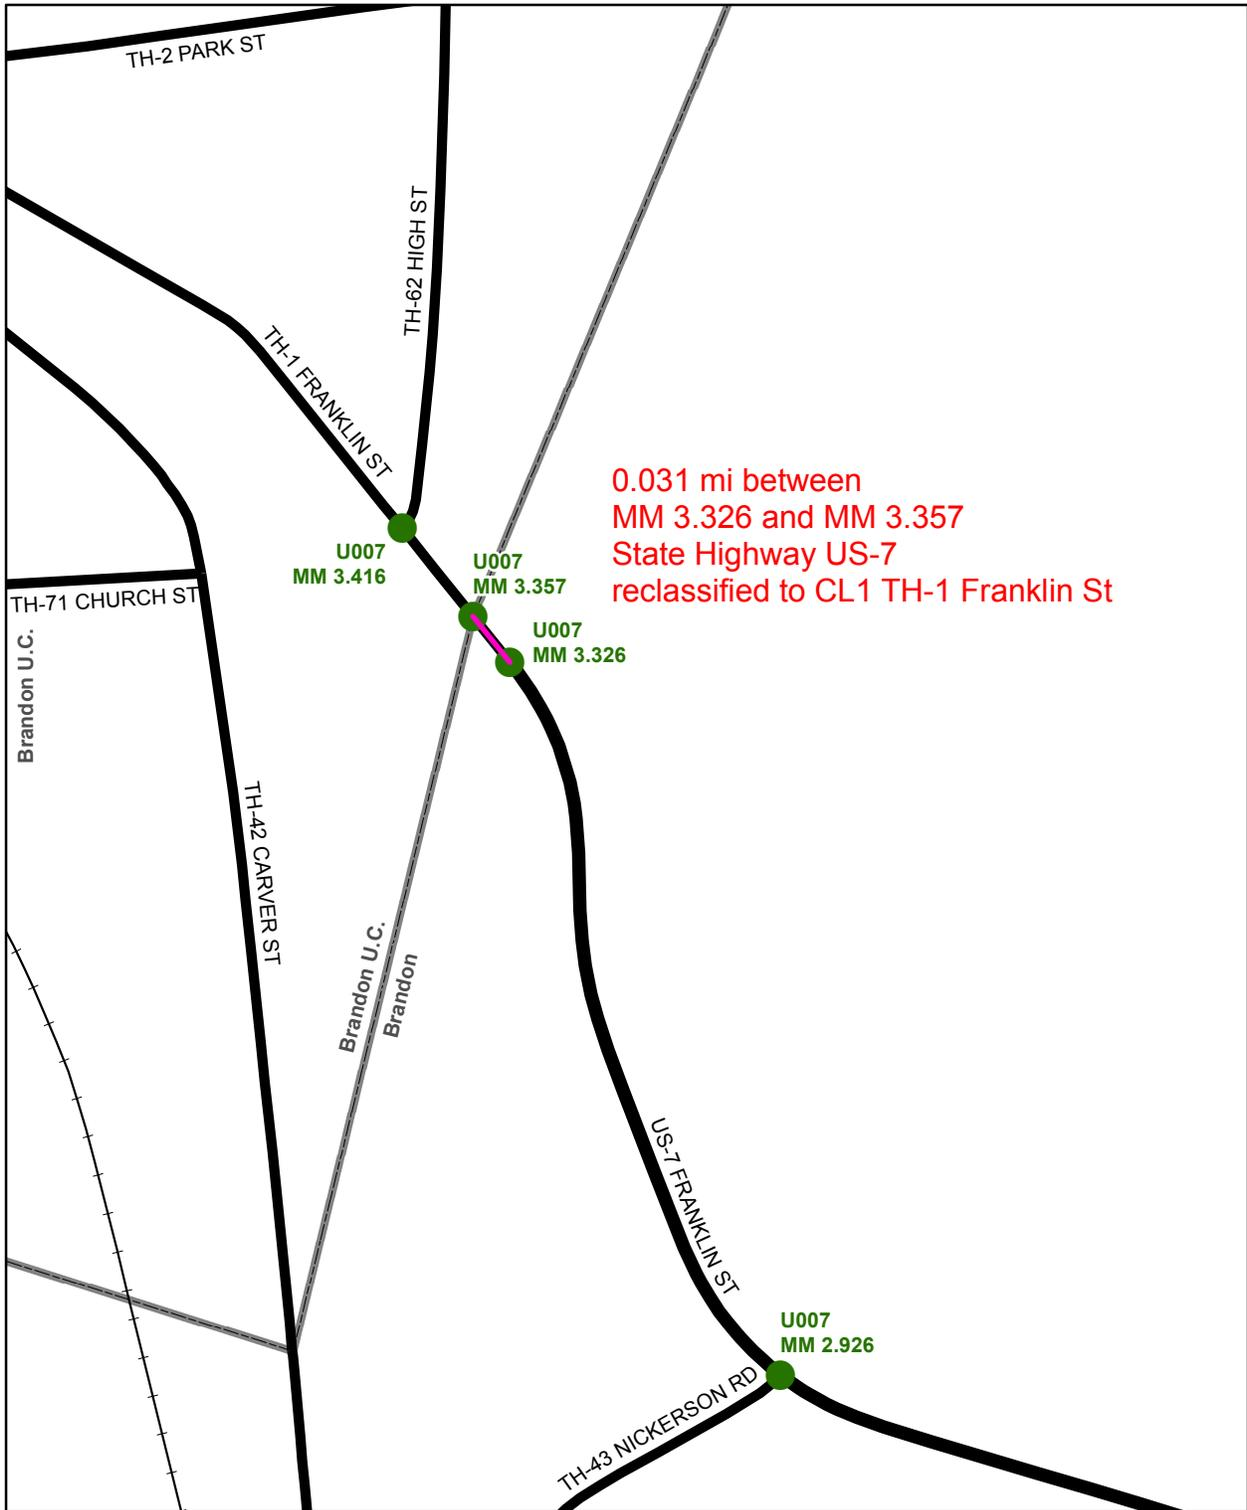 TH-2 PARK ST
TH-62 HIGH ST
TH-1 FRANKLIN ST
0.031 mi between
MM 3.326 and MM 3.357
State Highway US-7
reclassified to CL1 TH-1 Franklin St
U007
MM 3.416
U007
MM 3.357
U007
MM 3.326
TH-71 CHURCH ST
Brandon U.C.
TH-42 CARVER ST
Brandon U.C.
Brandon
US-7 FRANKLIN ST
U007
MM 2.926
TH-43 NICKERSON RD